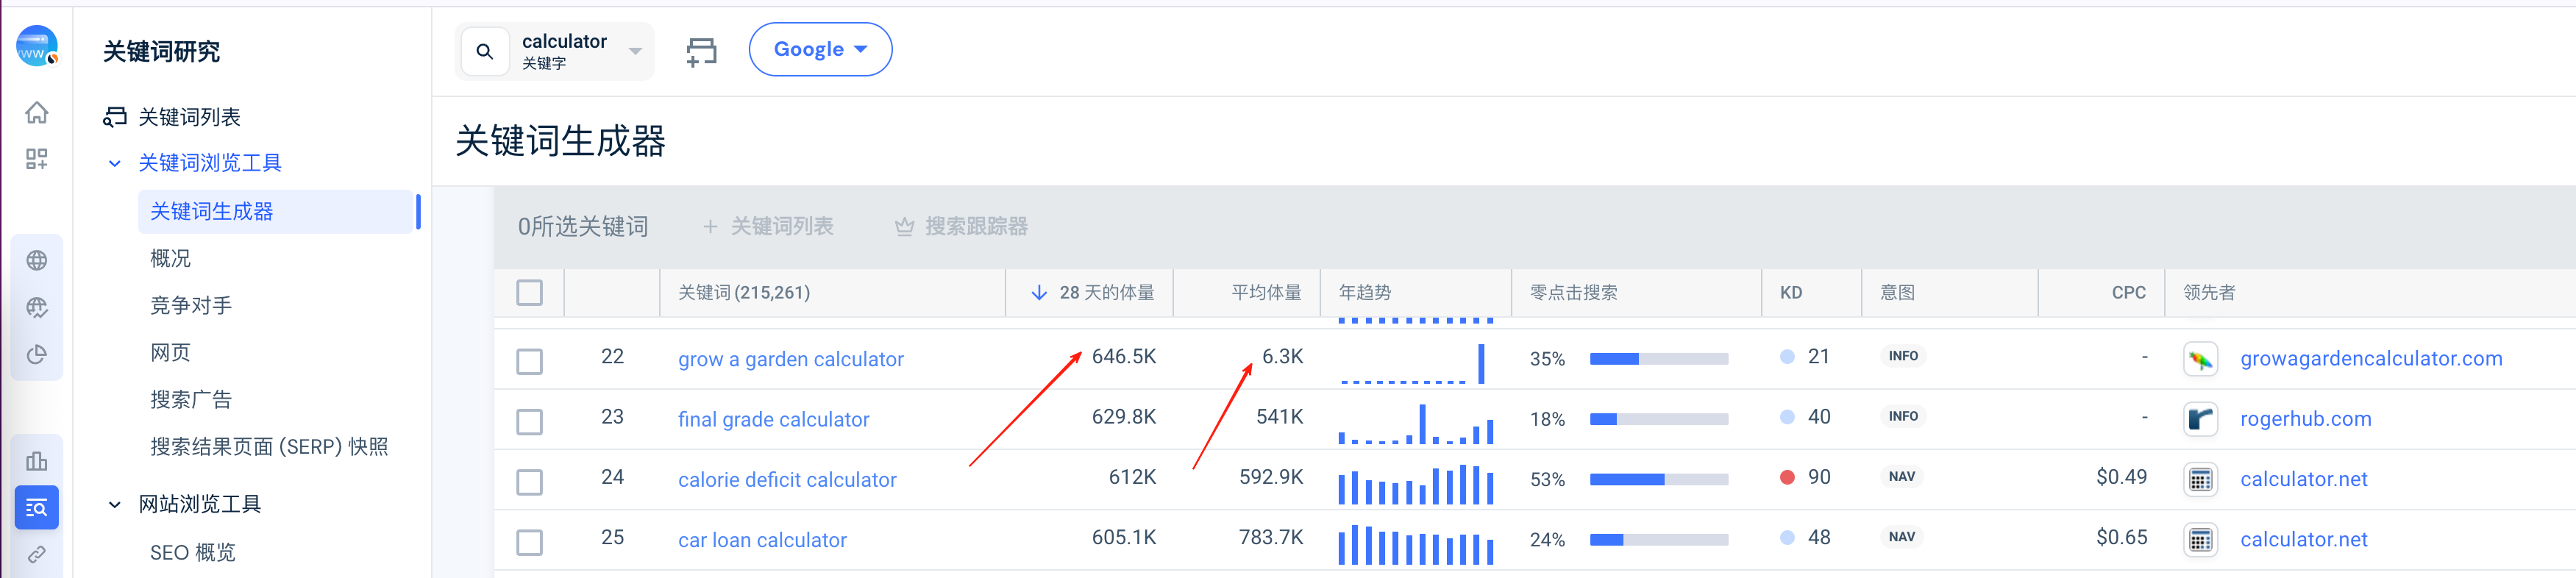 www
关键词研究
calculator
关键字
Google
关键词列表
关键词浏览工具
关键词生成器
概况
竞争对手
网页
搜索广告
搜索结果页面 (SERP) 快照
网站浏览工具
SEO 概览
关键词生成器
0所选关键词 + 关键词列表 搜索跟踪器
关键词 (215,261) 28 天的体量 平均体量 年趋势 零点击搜索 KD 意图 CPC 领先者
22 grow a garden calculator 646.5K 6.3K 35% 21 INFO - growagardencalculator.com
23 final grade calculator 629.8K 541K 18% 40 INFO - rogerhub.com
24 calorie deficit calculator 612K 592.9K 53% 90 NAV $0.49 calculator.net
25 car loan calculator 605.1K 783.7K 24% 48 NAV $0.65 calculator.net